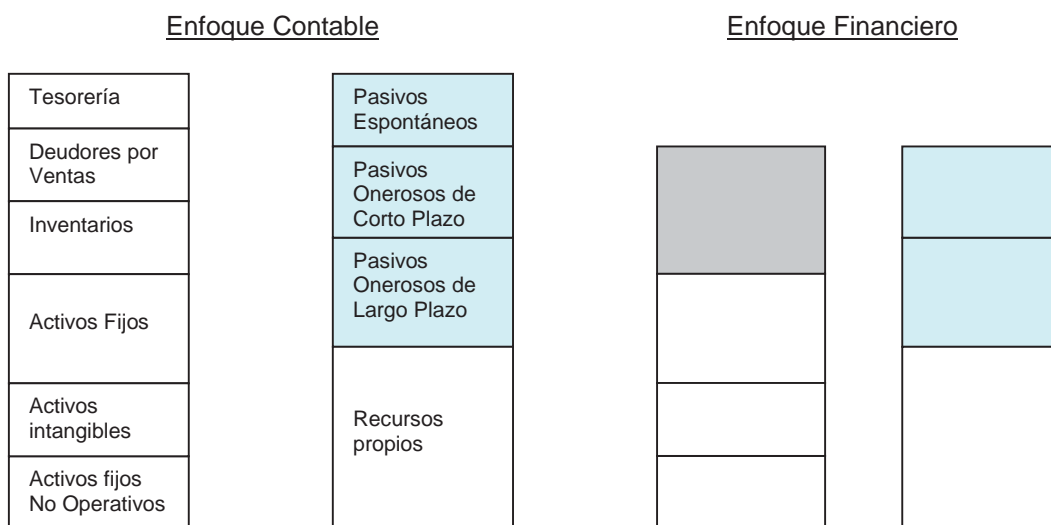 Enfoque Contable
Enfoque Financiero
Tesorería
Deudores por
Ventas
Inventarios
Activos Fijos
Activos
intangibles
Activos fijos
No Operativos
Pasivos
Espontáneos
Pasivos
Onerosos de
Corto Plazo
Pasivos
Onerosos de
Largo Plazo
Recursos
propios